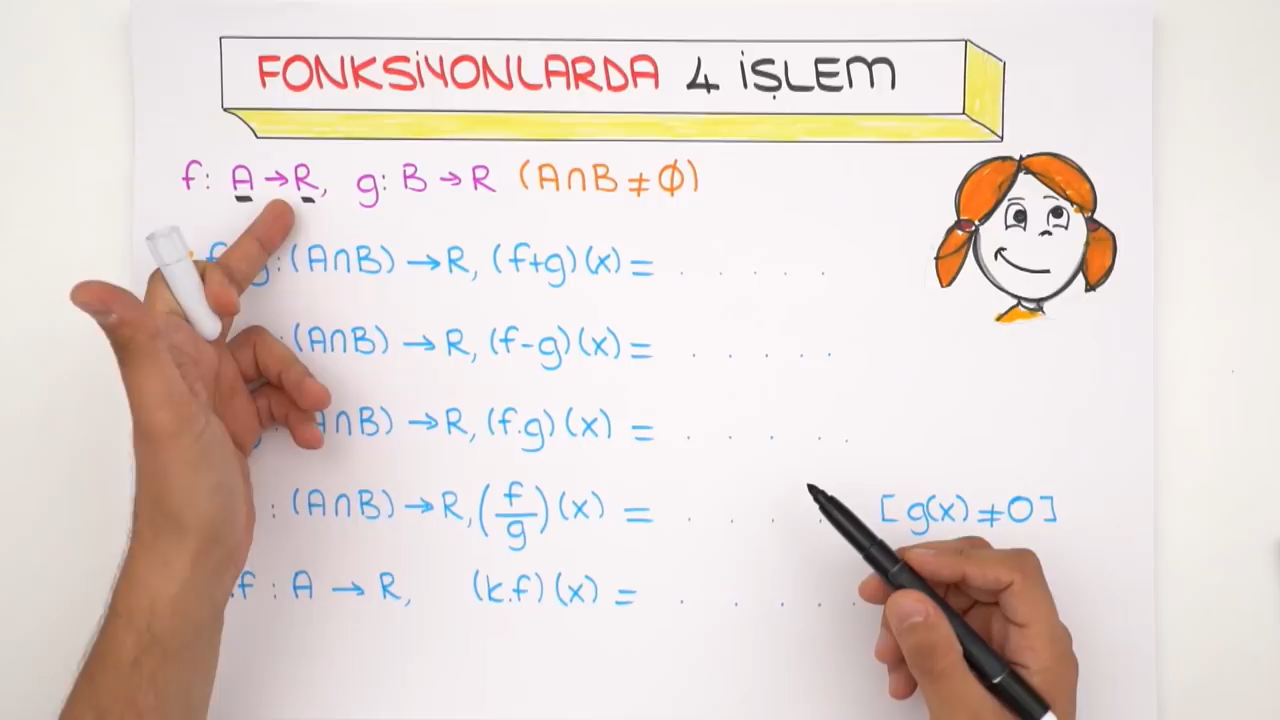 FONKSİYONLARDA 4 İŞLEM
f: A→R, g: B→R (A∩B≠∅)
g: (A∩B)→R, (f+g)(x)= . . . . .
: (A∩B)→R, (f-g)(x)= . . . . .
g: (A∩B)→R, (f.g)(x) = . . . . .
: (A∩B)→R, (f/g)(x) = . . . . . [g(x)≠0]
.f : A→R, (k.f)(x)= . . . . .